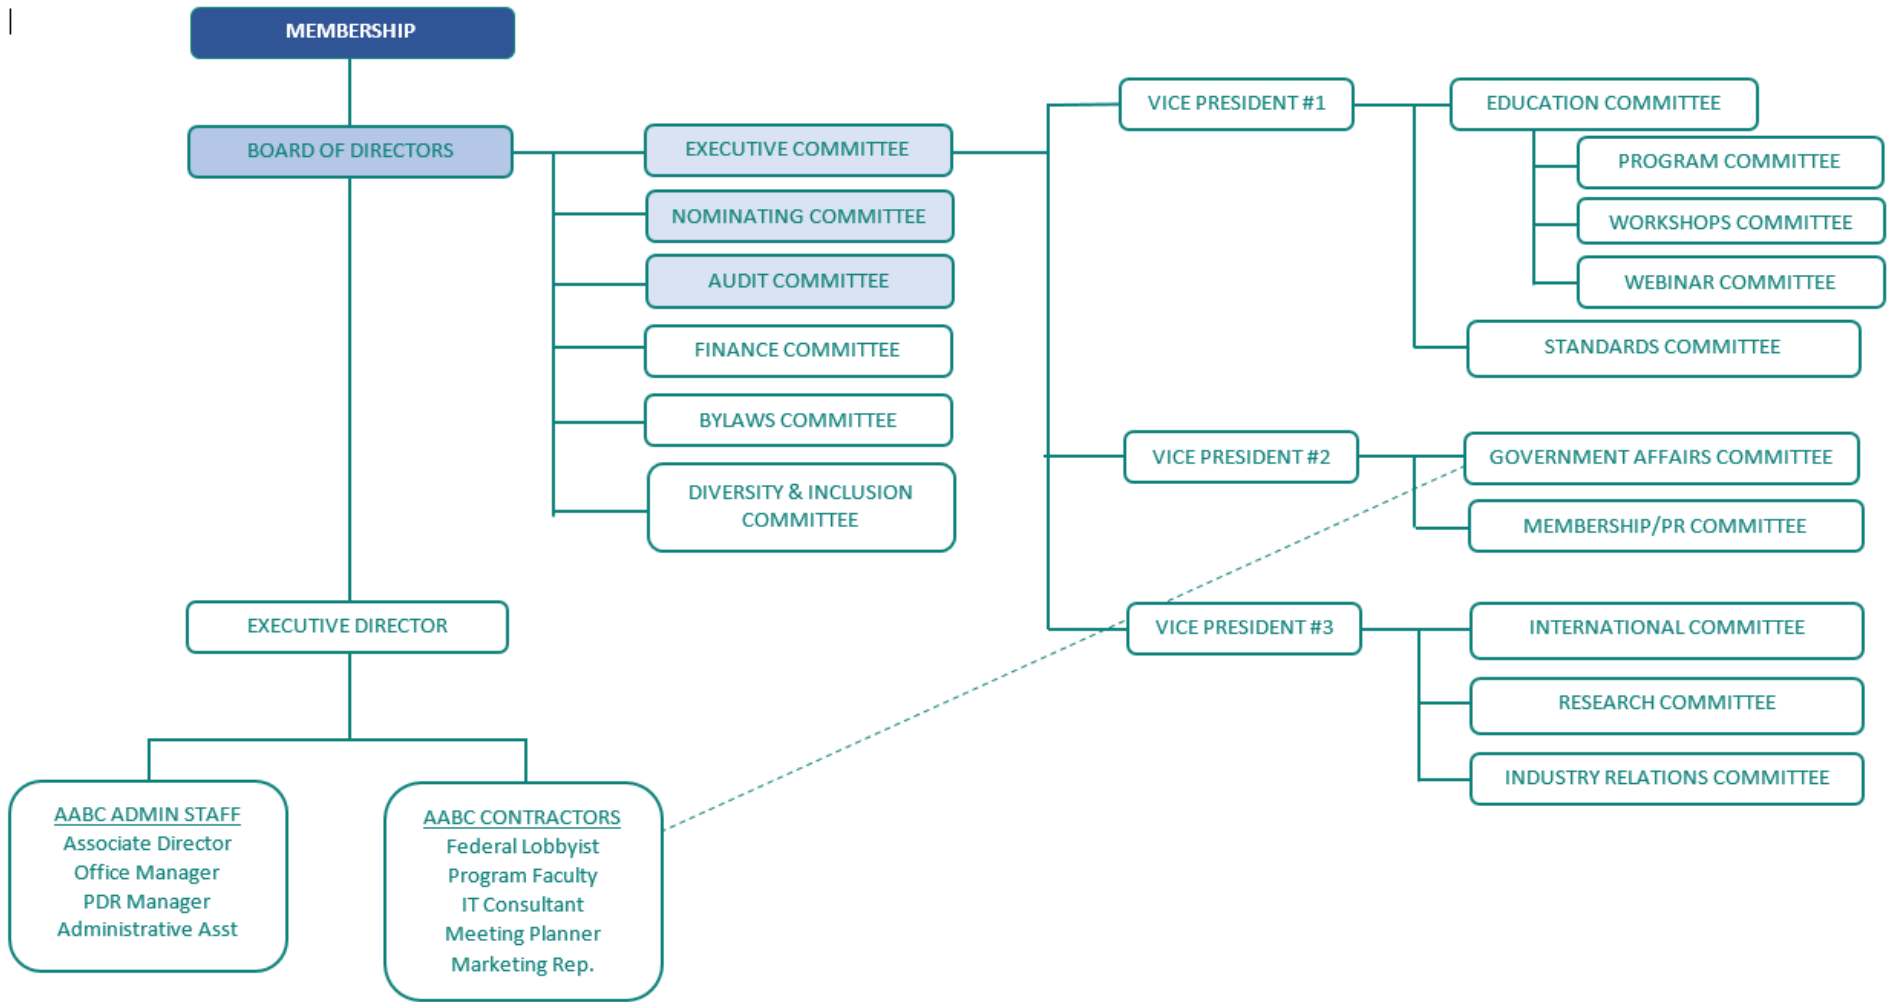 MEMBERSHIP
BOARD OF DIRECTORS
EXECUTIVE COMMITTEE
NOMINATING COMMITTEE
AUDIT COMMITTEE
FINANCE COMMITTEE
BYLAWS COMMITTEE
DIVERSITY & INCLUSION
COMMITTEE
VICE PRESIDENT #1
EDUCATION COMMITTEE
PROGRAM COMMITTEE
WORKSHOPS COMMITTEE
WEBINAR COMMITTEE
STANDARDS COMMITTEE
VICE PRESIDENT #2
GOVERNMENT AFFAIRS COMMITTEE
MEMBERSHIP/PR COMMITTEE
VICE PRESIDENT #3
INTERNATIONAL COMMITTEE
RESEARCH COMMITTEE
INDUSTRY RELATIONS COMMITTEE
EXECUTIVE DIRECTOR
AABC ADMIN STAFF
Associate Director
Office Manager
PDR Manager
Administrative Asst
AABC CONTRACTORS
Federal Lobbyist
Program Faculty
IT Consultant
Meeting Planner
Marketing Rep.